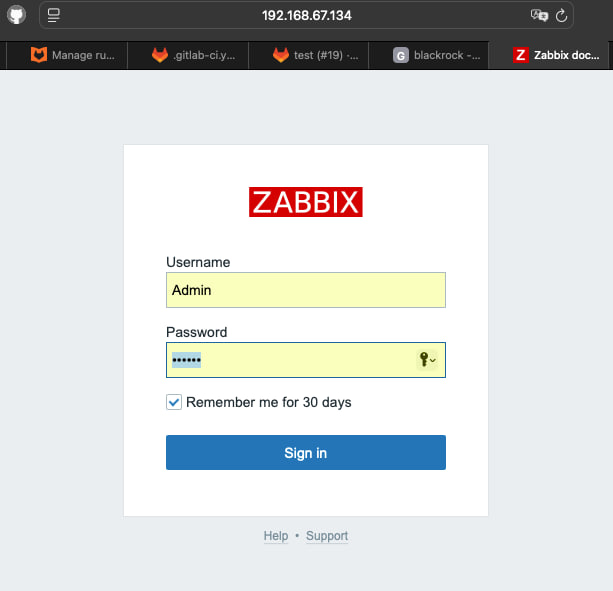 192.168.67.134
Manage ru...
.gitlab-ci.y...
test (#19) ·...
G
blackrock -...
Z
Zabbix doc...
ZABBIX
Username
Admin
Password
••••••
Remember me for 30 days
Sign in
Help • Support